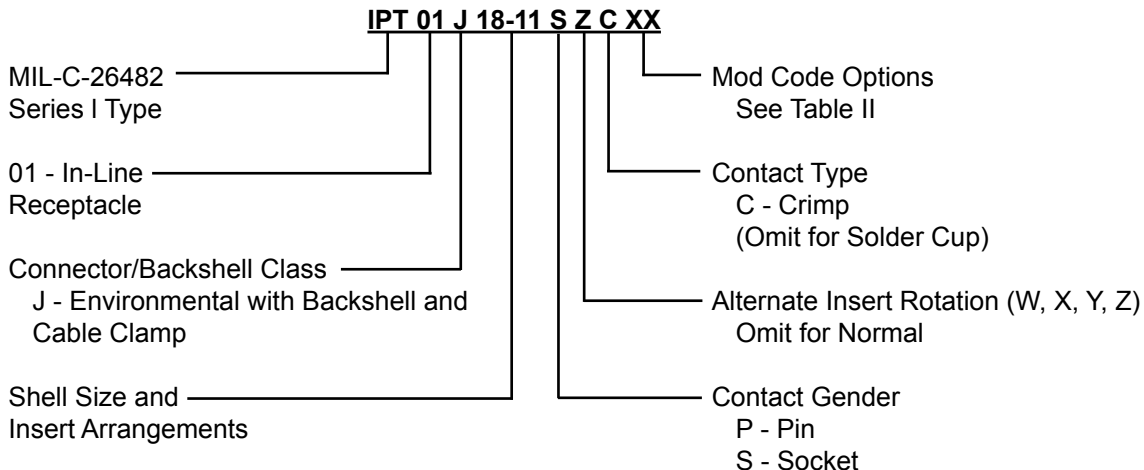 IPT 01 J 18-11 S Z C XX
MIL-C-26482
Series I Type
01 - In-Line
Receptacle
Connector/Backshell Class
J - Environmental with Backshell and
Cable Clamp
Shell Size and
Insert Arrangements
Mod Code Options
See Table II
Contact Type
C - Crimp
(Omit for Solder Cup)
Alternate Insert Rotation (W, X, Y, Z)
Omit for Normal
Contact Gender
P - Pin
S - Socket